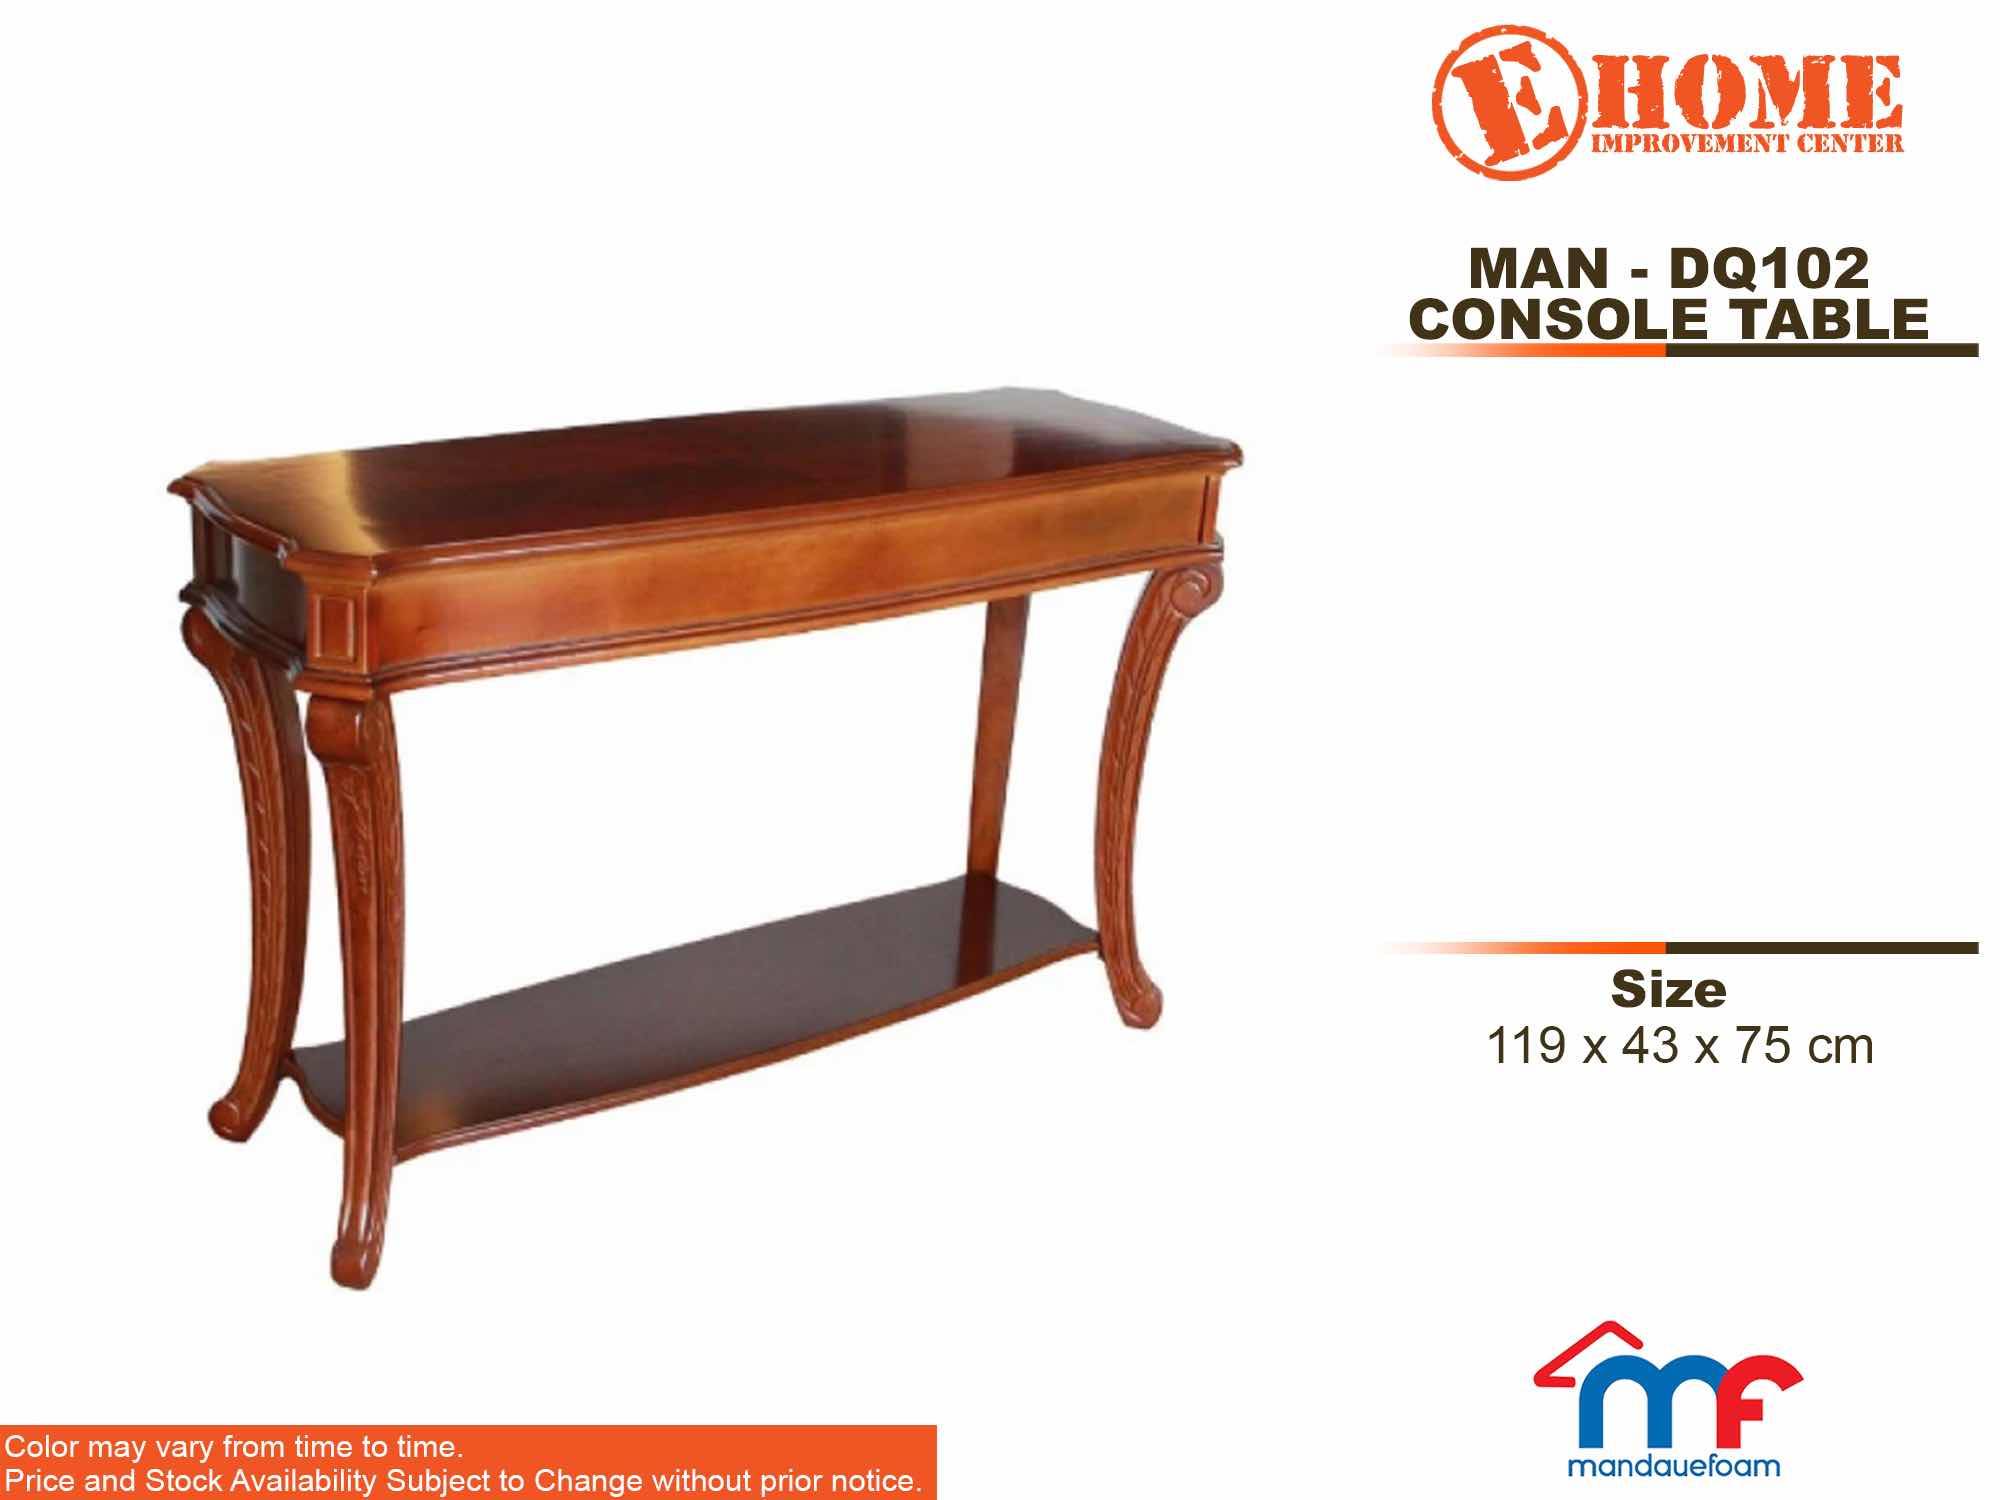 E HOME
IMPROVEMENT CENTER
MAN - DQ102
CONSOLE TABLE
Size
119 x 43 x 75 cm
mf
mandauefoam
Color may vary from time to time.
Price and Stock Availability Subject to Change without prior notice.